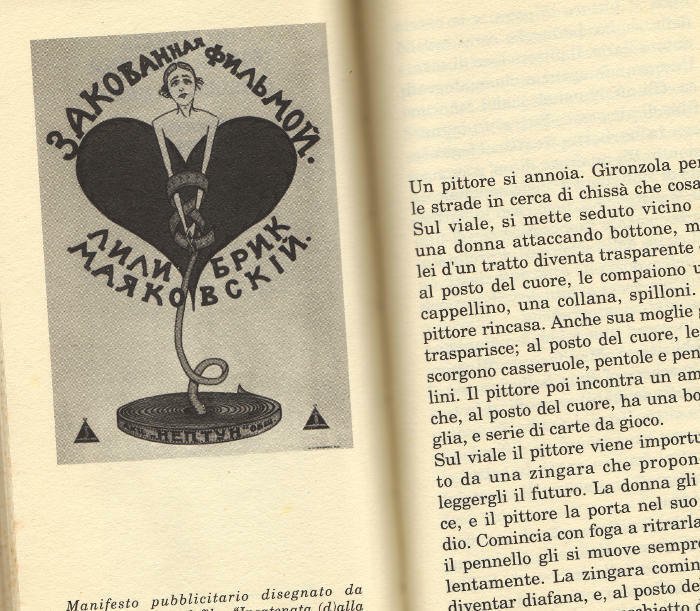 ЗАКОВАННАЯ ФИЛЬМОЙ.
ЛИЛИ БРИК
МАЯКОВСКІЙ.
"НЕПТУН"
Manifesto pubblicitario disegnato da
Un pittore si annoia. Gironzola per
le strade in cerca di chissà che cosa
Sul viale, si mette seduto vicino
una donna attaccando bottone, m
lei d'un tratto diventa trasparente
al posto del cuore, le compaiono u
cappellino, una collana, spilloni.
pittore rincasa. Anche sua moglie
trasparisce; al posto del cuore, le
scorgono casseruole, pentole e pen
lini. Il pittore poi incontra un am
che, al posto del cuore, ha una bo
glia, e serie di carte da gioco.
Sul viale il pittore viene importu
to da una zingara che propon
leggergli il futuro. La donna gli
ce, e il pittore la porta nel suo
dio. Comincia con foga a ritrarla
il pennello gli si muove sempre
lentamente. La zingara comin
diventar diafana, e, al posto de